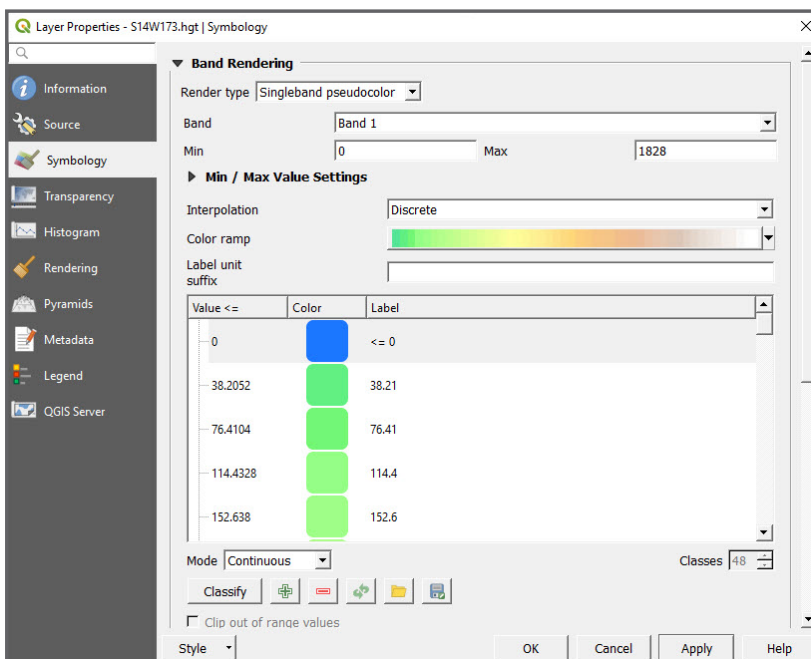 Layer Properties - S14W173.hgt | Symbology
Information
Source
Symbology
Transparency
Histogram
Rendering
Pyramids
Metadata
Legend
QGIS Server
Band Rendering
Render type Singleband pseudocolor
Band Band 1
Min 0 Max 1828
Min / Max Value Settings
Interpolation Discrete
Color ramp
Label unit
suffix
Value <= Color Label
0 <= 0
38.2052 38.21
76.4104 76.41
114.4328 114.4
152.638 152.6
Mode Continuous Classes 48
Classify
Clip out of range values
Style OK Cancel Apply Help